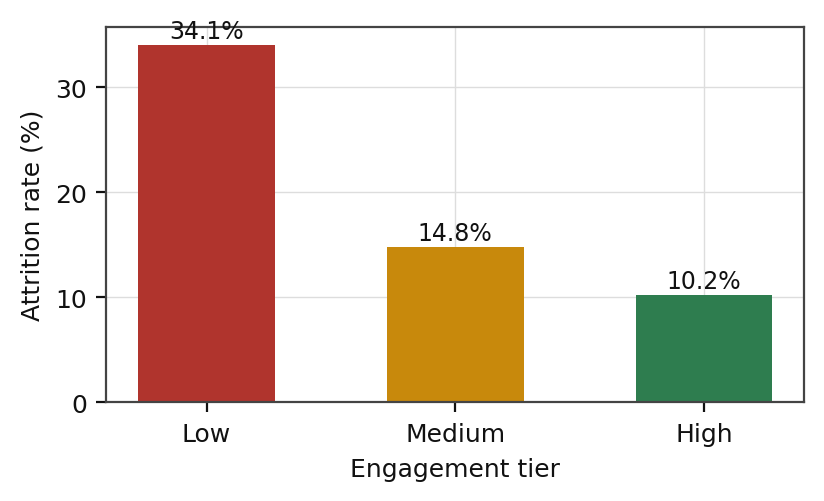 34.1%
14.8%
10.2%
30
20
10
0
Attrition rate (%)
Low Medium High
Engagement tier